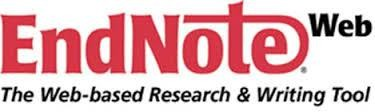 EndNote® Web
The Web-based Research & Writing Tool